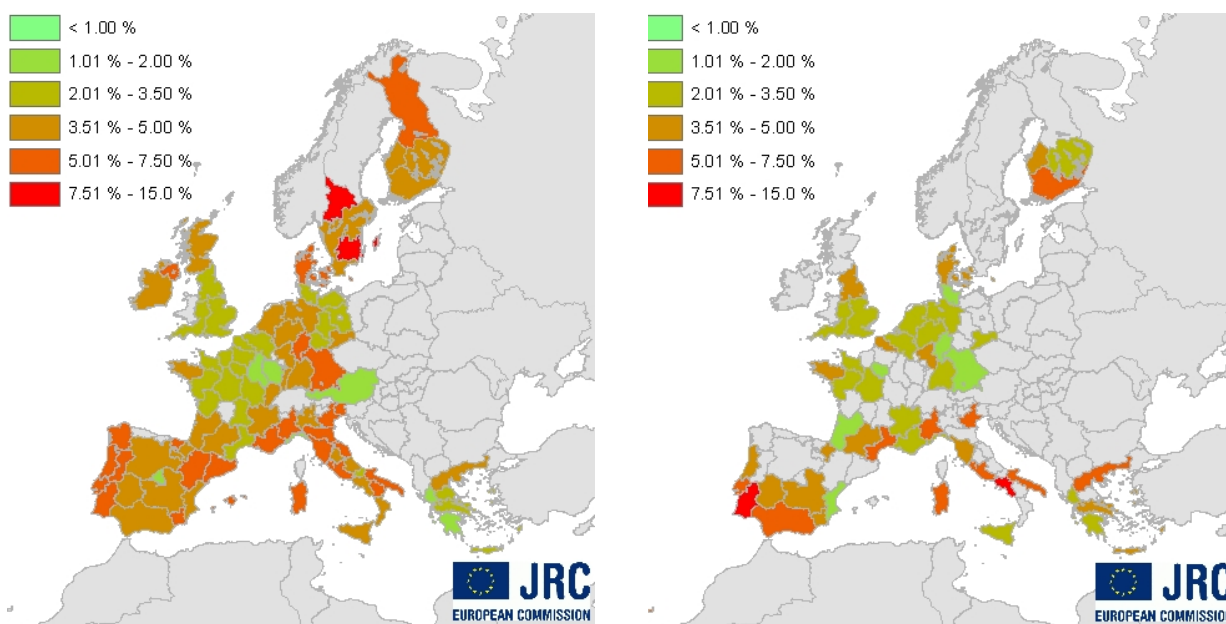 < 1.00 %
1.01 % - 2.00 %
2.01 % - 3.50 %
3.51 % - 5.00 %
5.01 % - 7.50 %
7.51 % - 15.0 %
JRC
EUROPEAN COMMISSION
< 1.00 %
1.01 % - 2.00 %
2.01 % - 3.50 %
3.51 % - 5.00 %
5.01 % - 7.50 %
7.51 % - 15.0 %
JRC
EUROPEAN COMMISSION